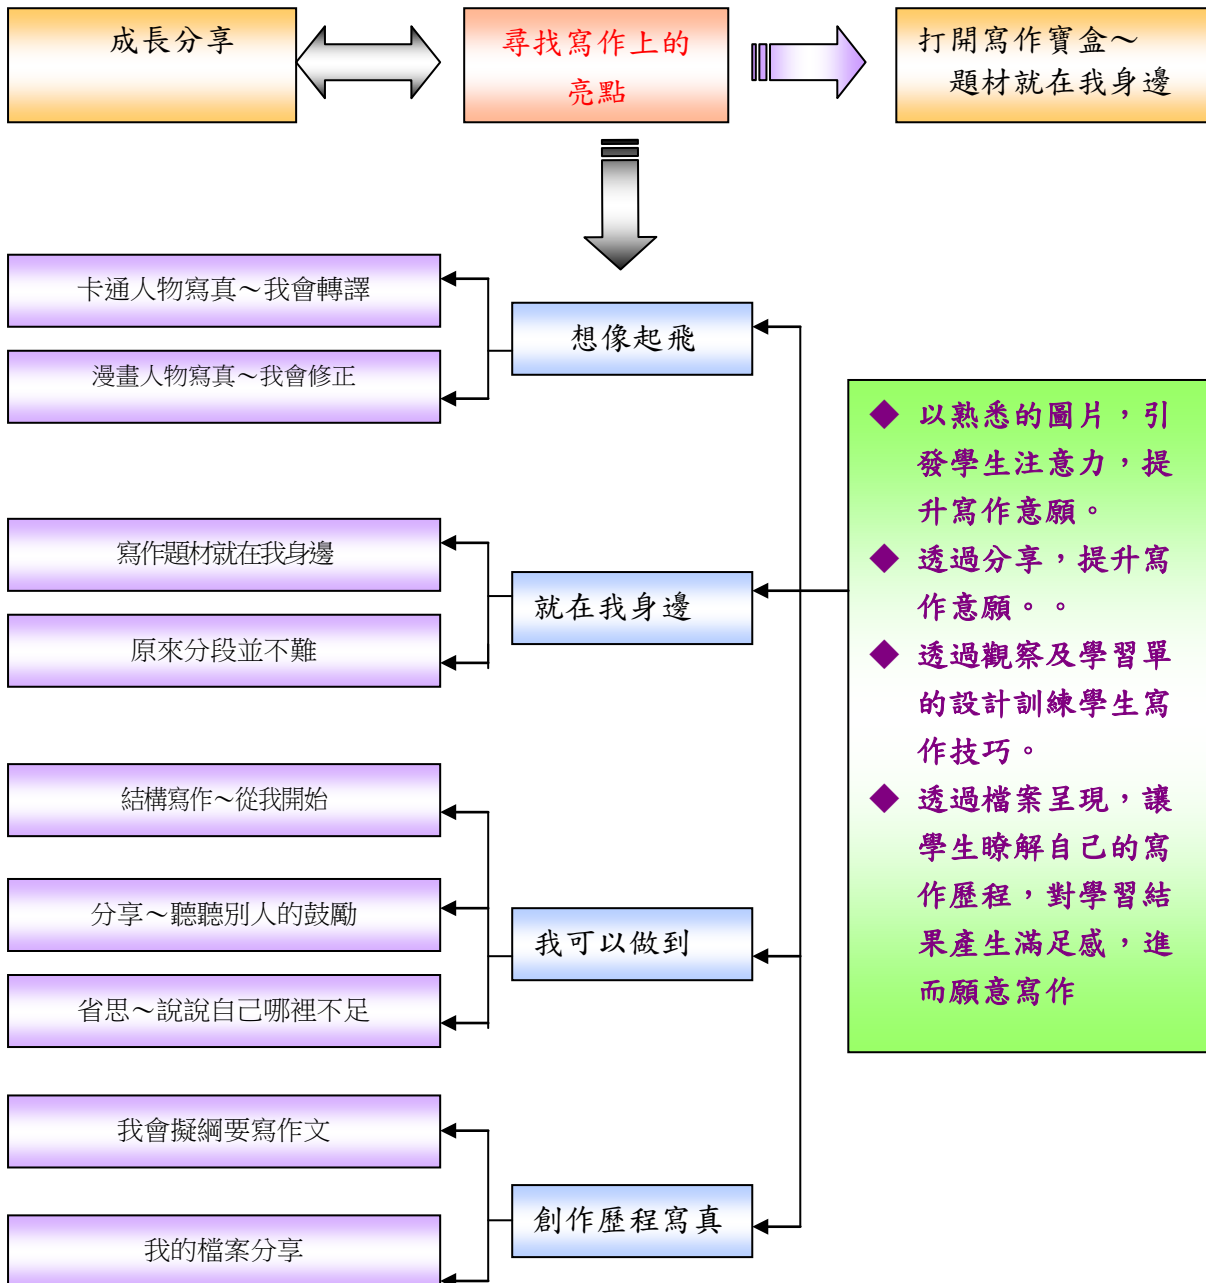 成長分享
尋找寫作上的
亮點
打開寫作寶盒～
題材就在我身邊
卡通人物寫真～我會轉譯
漫畫人物寫真～我會修正
想像起飛
寫作題材就在我身邊
原來分段並不難
就在我身邊
結構寫作～從我開始
分享～聽聽別人的鼓勵
省思～說說自己哪裡不足
我可以做到
我會擬綱要寫作文
我的檔案分享
創作歷程寫真
◆ 以熟悉的圖片，引
發學生注意力，提
升寫作意願。
◆ 透過分享，提升寫
作意願。。
◆ 透過觀察及學習單
的設計訓練學生寫
作技巧。
◆ 透過檔案呈現，讓
學生瞭解自己的寫
作歷程，對學習結
果產生滿足感，進
而願意寫作